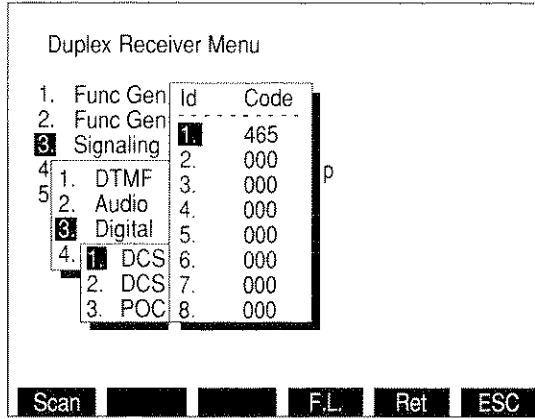 Duplex Receiver Menu
1. Func Gen
2. Func Gen
3. Signaling
4
5
p
1. DTMF
2. Audio
3. Digital
4.
1. DCS
2. DCS
3. POC
Id Code
1. 465
2. 000
3. 000
4. 000
5. 000
6. 000
7. 000
8. 000
Scan F.L. Ret ESC